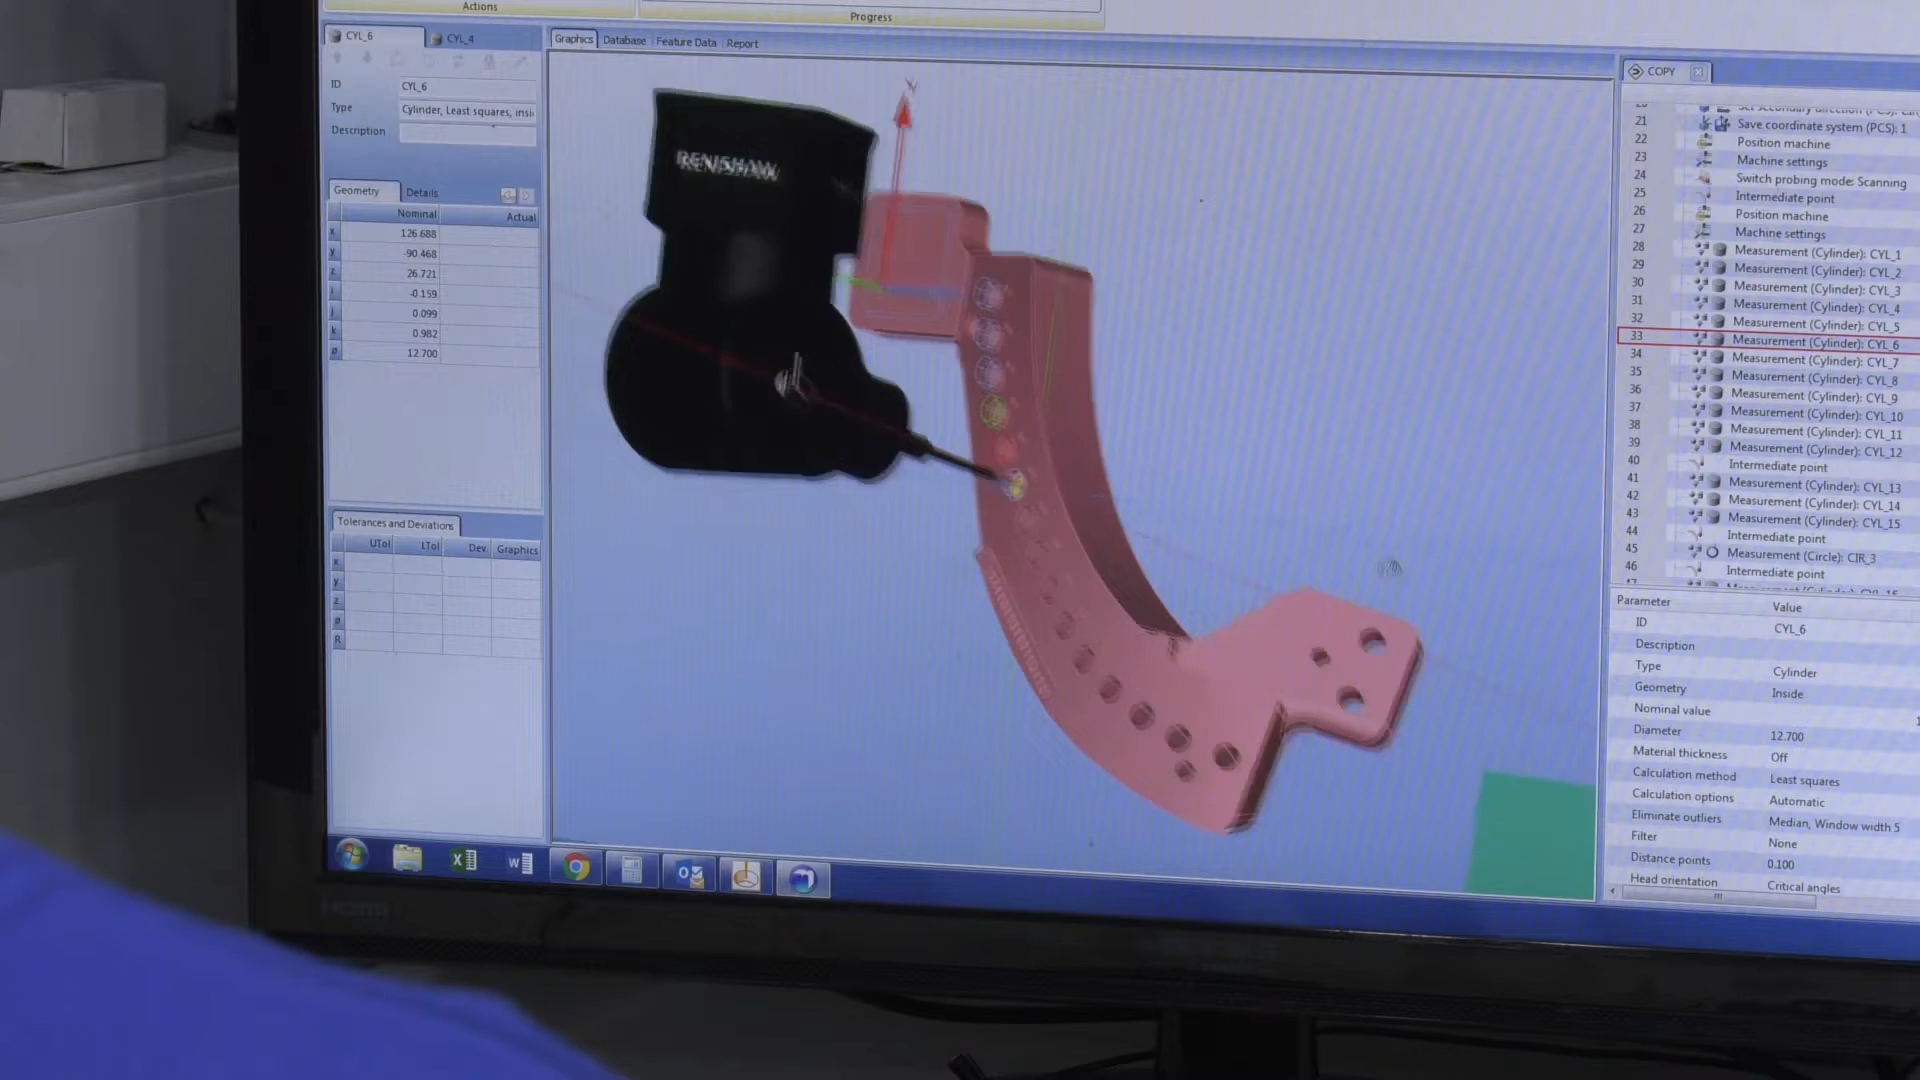 Actions
Progress
CYL_6
CYL_4
ID
CYL_6
Type
Cylinder, Least squares, insi
Description
Geometry
Details
Nominal
Actual
x
126.688
y
-90.468
z
26.721
i
-0.159
j
0.099
k
0.982
ø
12.700
Tolerances and Deviations
UTol
LTol
Dev.
Graphics
x
y
z
ø
R
Graphics
Database
Feature Data
Report
RENISHAW
Y
COPY
21 Save coordinate system (PCS): 1
22 Position machine
23 Machine settings
24 Switch probing mode: Scanning
25 Intermediate point
26 Position machine
27 Machine settings
28 Measurement (Cylinder): CYL_1
29 Measurement (Cylinder): CYL_2
30 Measurement (Cylinder): CYL_3
31 Measurement (Cylinder): CYL_4
32 Measurement (Cylinder): CYL_5
33 Measurement (Cylinder): CYL_6
34 Measurement (Cylinder): CYL_7
35 Measurement (Cylinder): CYL_8
36 Measurement (Cylinder): CYL_9
37 Measurement (Cylinder): CYL_10
38 Measurement (Cylinder): CYL_11
39 Measurement (Cylinder): CYL_12
40 Intermediate point
41 Measurement (Cylinder): CYL_13
42 Measurement (Cylinder): CYL_14
43 Measurement (Cylinder): CYL_15
44 Intermediate point
45 Measurement (Circle): CIR_3
46 Intermediate point
Parameter Value
ID CYL_6
Description
Type Cylinder
Geometry Inside
Nominal value
Diameter 12.700
Material thickness Off
Calculation method Least squares
Calculation options Automatic
Eliminate outliers Median, Window width 5
Filter None
Distance points 0.100
Head orientation Critical angles
HDMI